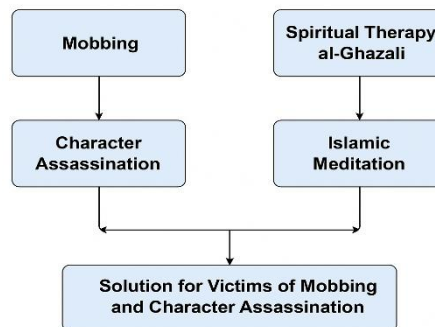 Mobbing
Spiritual Therapy
al-Ghazali
Character
Assassination
Islamic
Meditation
Solution for Victims of Mobbing
and Character Assassination